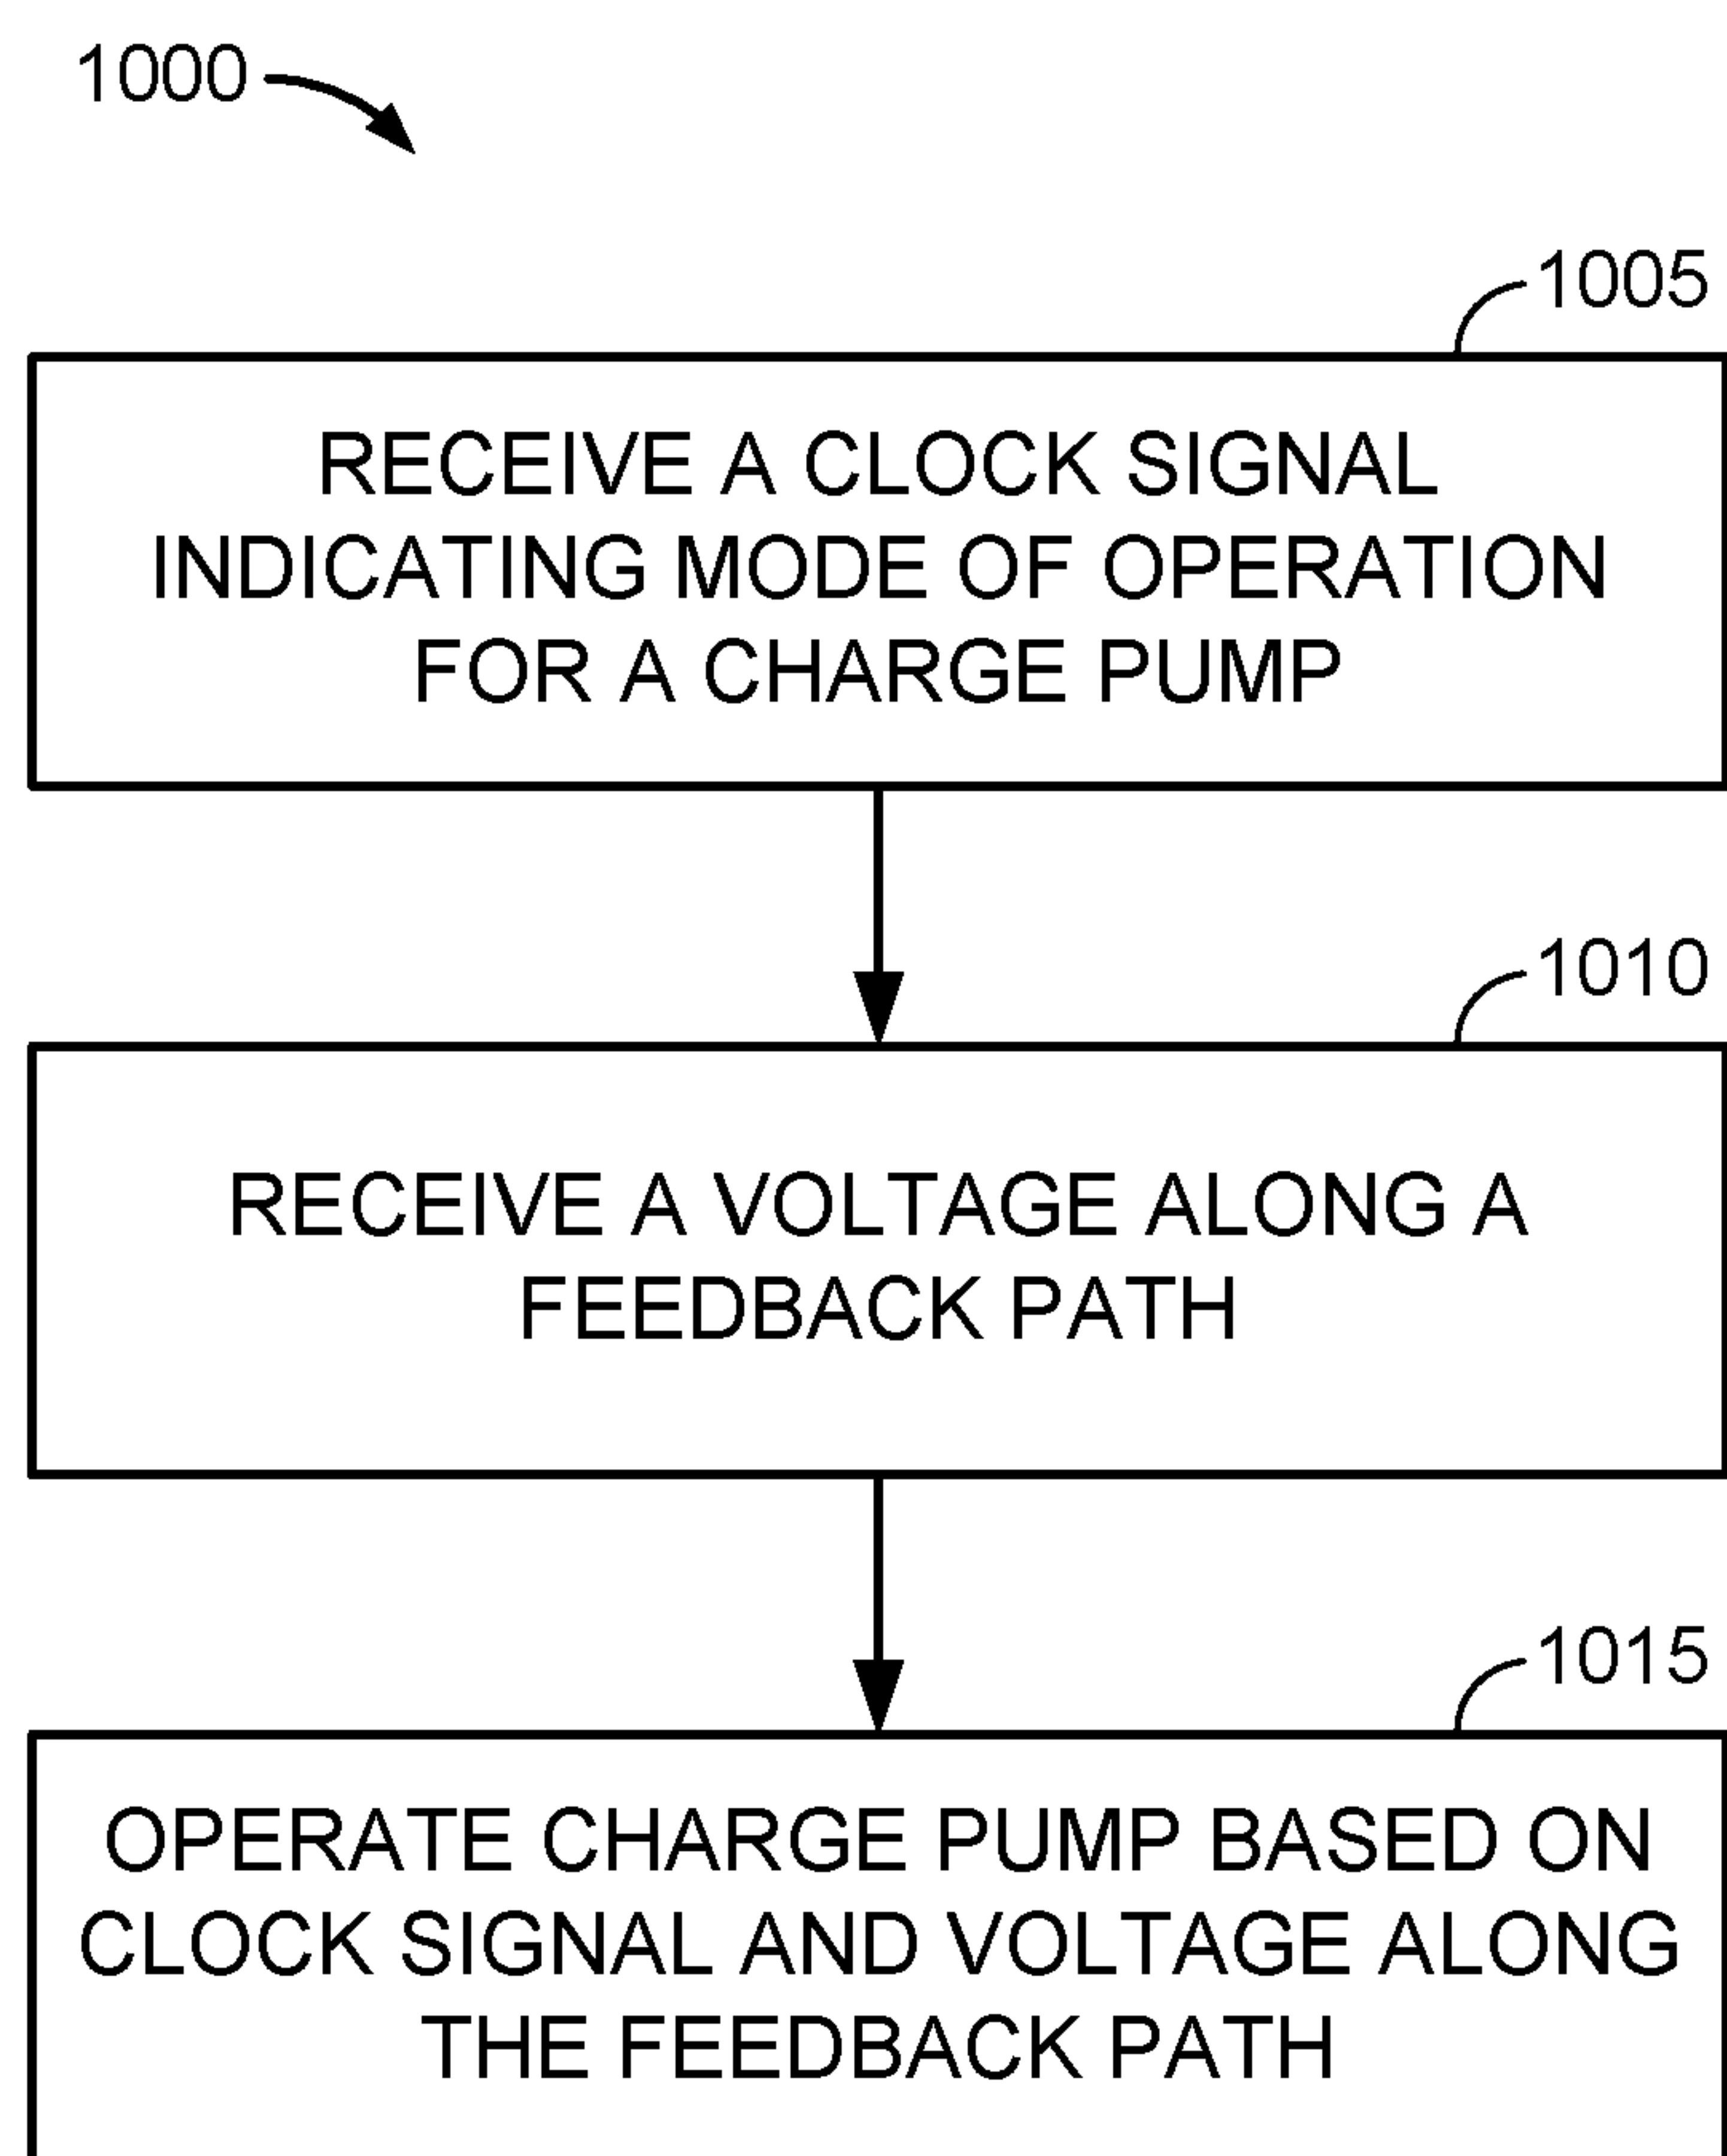 1000
1005
RECEIVE A CLOCK SIGNAL
INDICATING MODE OF OPERATION
FOR A CHARGE PUMP
1010
RECEIVE A VOLTAGE ALONG A
FEEDBACK PATH
1015
OPERATE CHARGE PUMP BASED ON
CLOCK SIGNAL AND VOLTAGE ALONG
THE FEEDBACK PATH